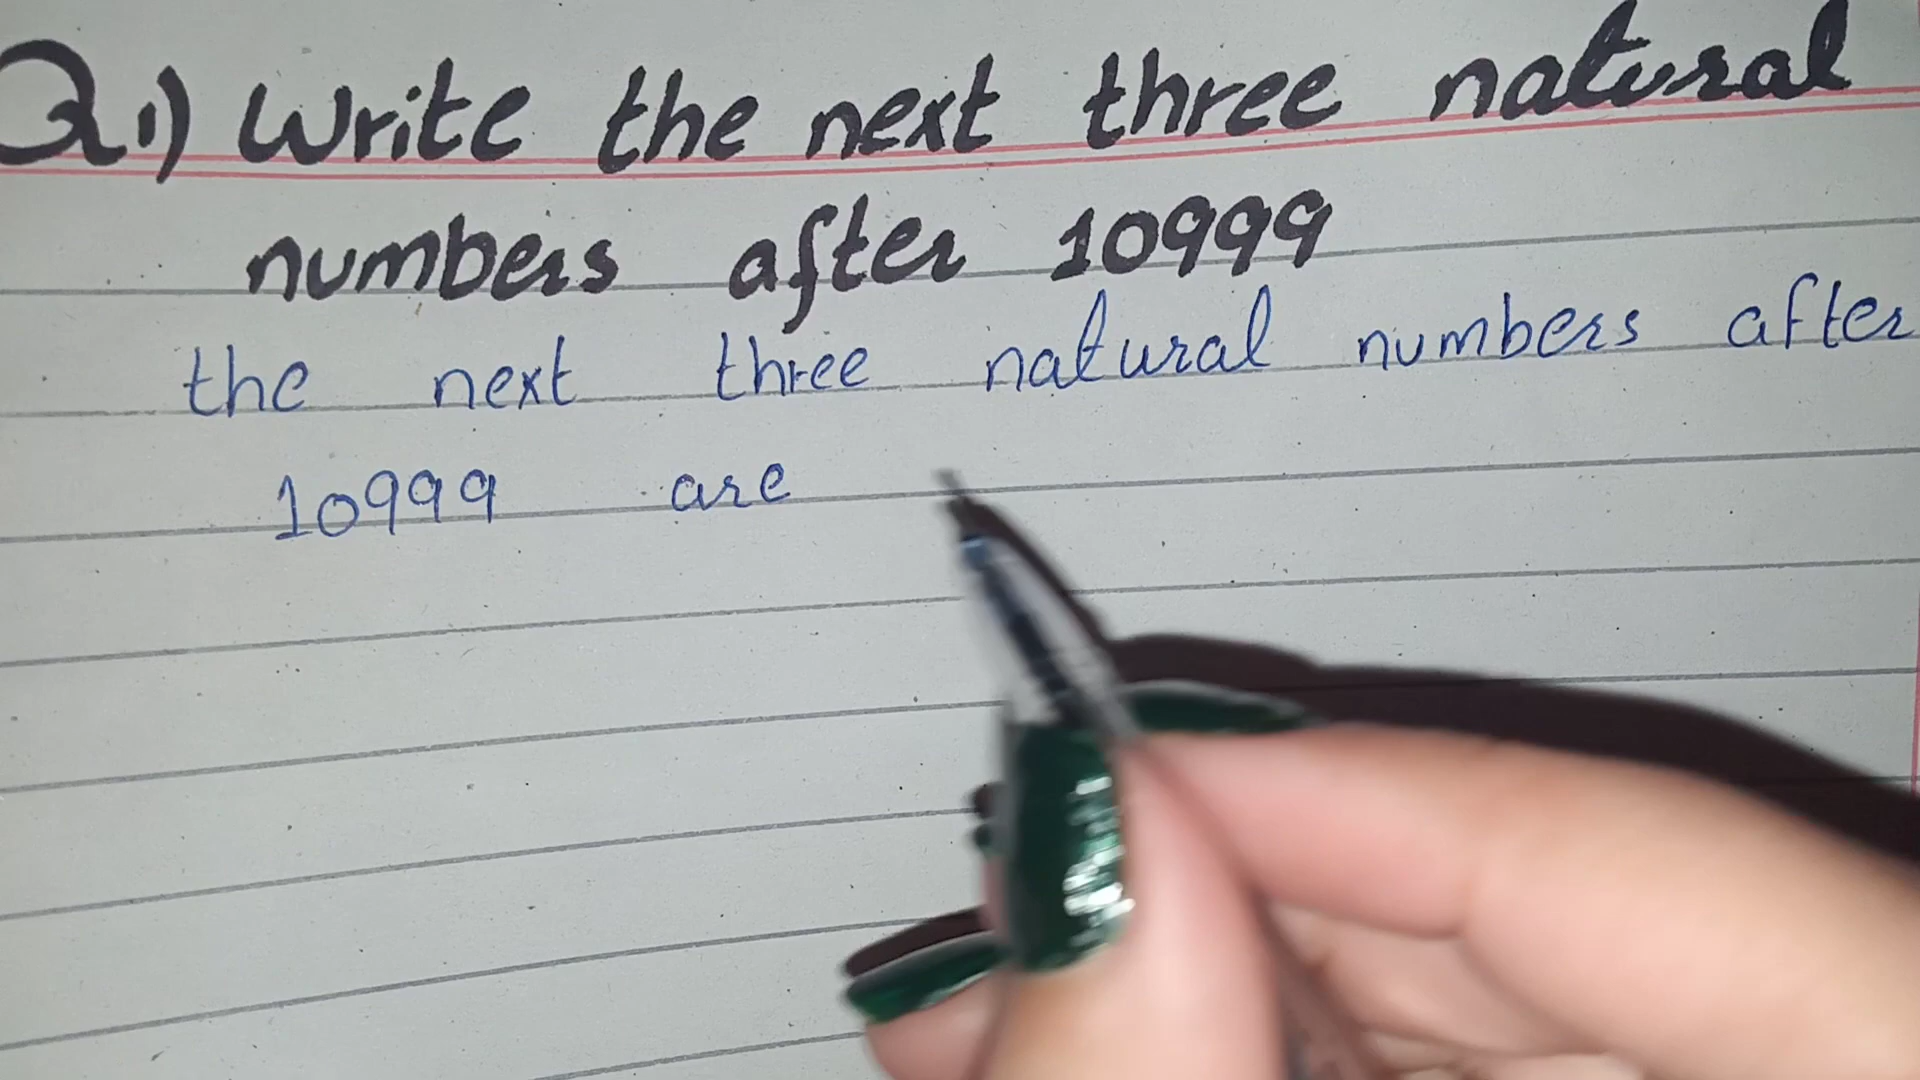 Q1) Write the next three natural
numbers after 10999
the next three natural numbers after
10999 are